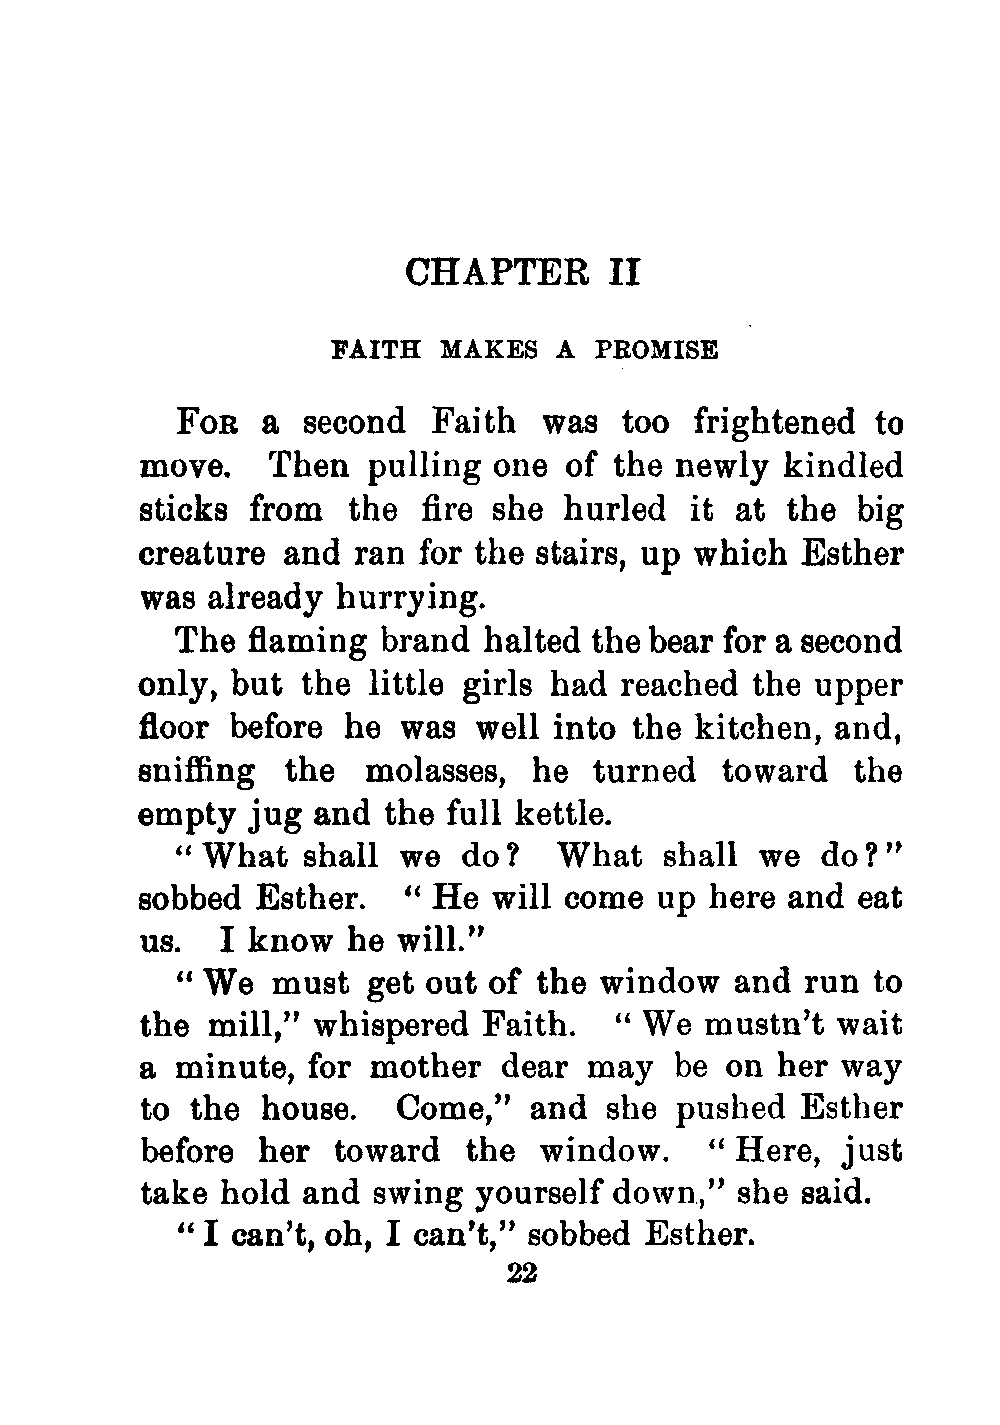 CHAPTER II
FAITH MAKES A PROMISE
FOR a second Faith was too frightened to
move. Then pulling one of the newly kindled
sticks from the fire she hurled it at the big
creature and ran for the stairs, up which Esther
was already hurrying.
The flaming brand halted the bear for a second
only, but the little girls had reached the upper
floor before he was well into the kitchen, and,
sniffing the molasses, he turned toward the
empty jug and the full kettle.
"What shall we do? What shall we do?"
sobbed Esther. "He will come up here and eat
us. I know he will."
"We must get out of the window and run to
the mill," whispered Faith. "We mustn't wait
a minute, for mother dear may be on her way
to the house. Come," and she pushed Esther
before her toward the window. "Here, just
take hold and swing yourself down," she said.
"I can't, oh, I can't," sobbed Esther.
22